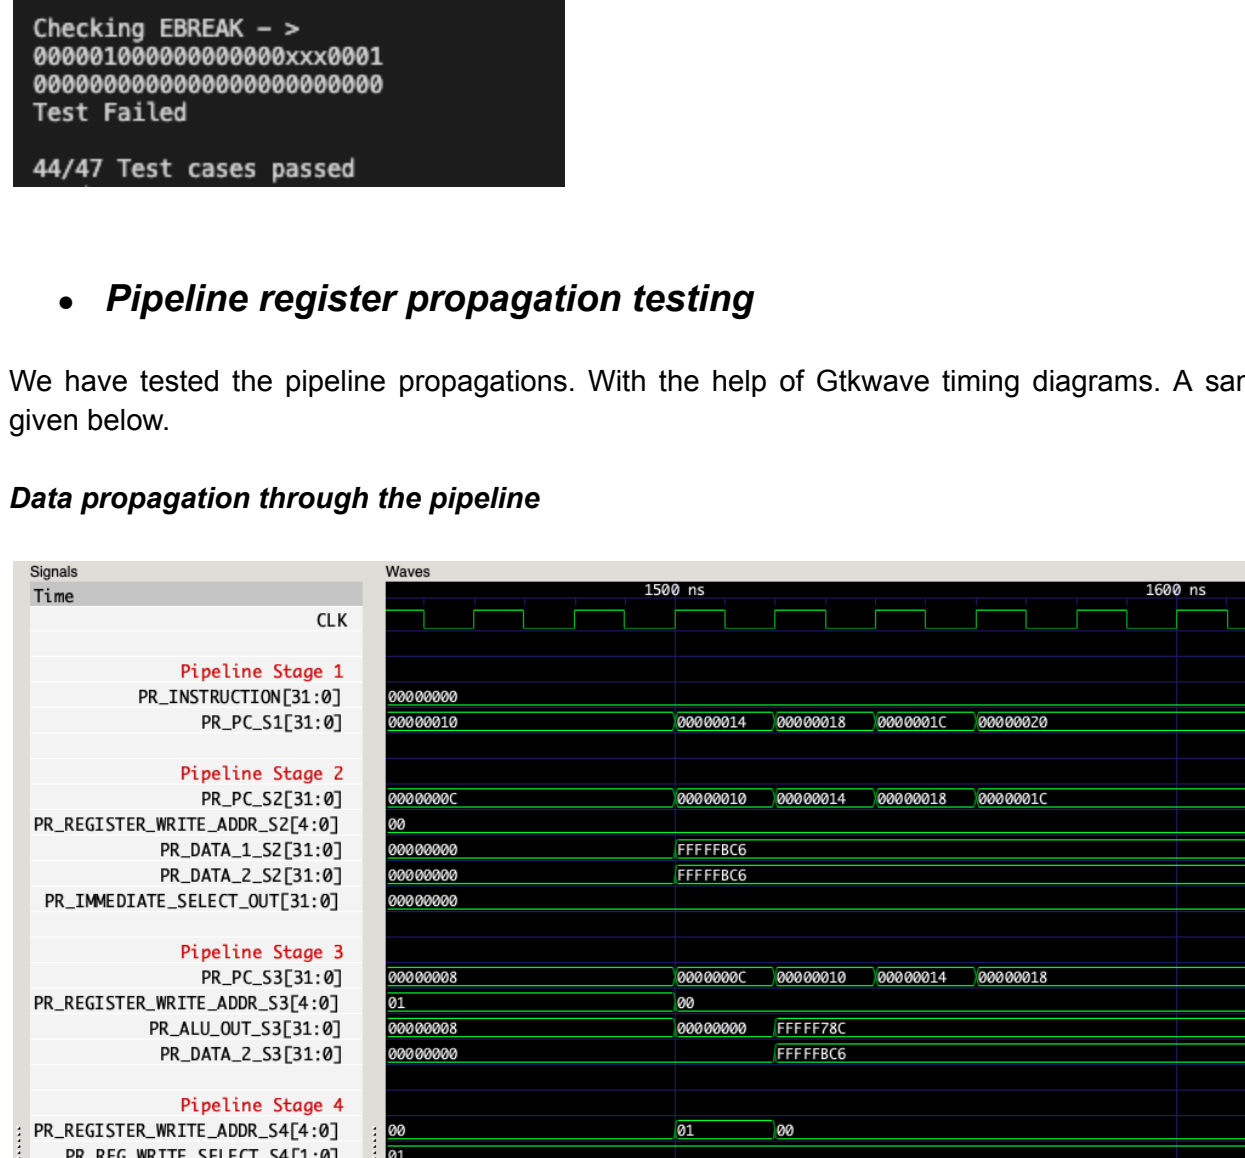 Checking EBREAK – >
000001000000000000xxx0001
0000000000000000000000000
Test Failed
44/47 Test cases passed
● Pipeline register propagation testing
We have tested the pipeline propagations. With the help of Gtkwave timing diagrams. A
given below.
Data propagation through the pipeline
Signals Waves
Time 1500 ns 1600 ns
CLK
Pipeline Stage 1
PR_INSTRUCTION[31:0] 00000000
PR_PC_S1[31:0] 00000010 00000014 00000018 0000001C 00000020
Pipeline Stage 2
PR_PC_S2[31:0] 0000000C 00000010 00000014 00000018 0000001C
PR_REGISTER_WRITE_ADDR_S2[4:0] 00
PR_DATA_1_S2[31:0] 00000000 FFFFFBC6
PR_DATA_2_S2[31:0] 00000000 FFFFFBC6
PR_IMMEDIATE_SELECT_OUT[31:0] 00000000
Pipeline Stage 3
PR_PC_S3[31:0] 00000008 0000000C 00000010 00000014 00000018
PR_REGISTER_WRITE_ADDR_S3[4:0] 01 00
PR_ALU_OUT_S3[31:0] 00000008 00000000 FFFFF78C
PR_DATA_2_S3[31:0] 00000000 FFFFFBC6
Pipeline Stage 4
PR_REGISTER_WRITE_ADDR_S4[4:0] 00 01 00
PR_REG_WRITE_SELECT_S4[1:0] 01